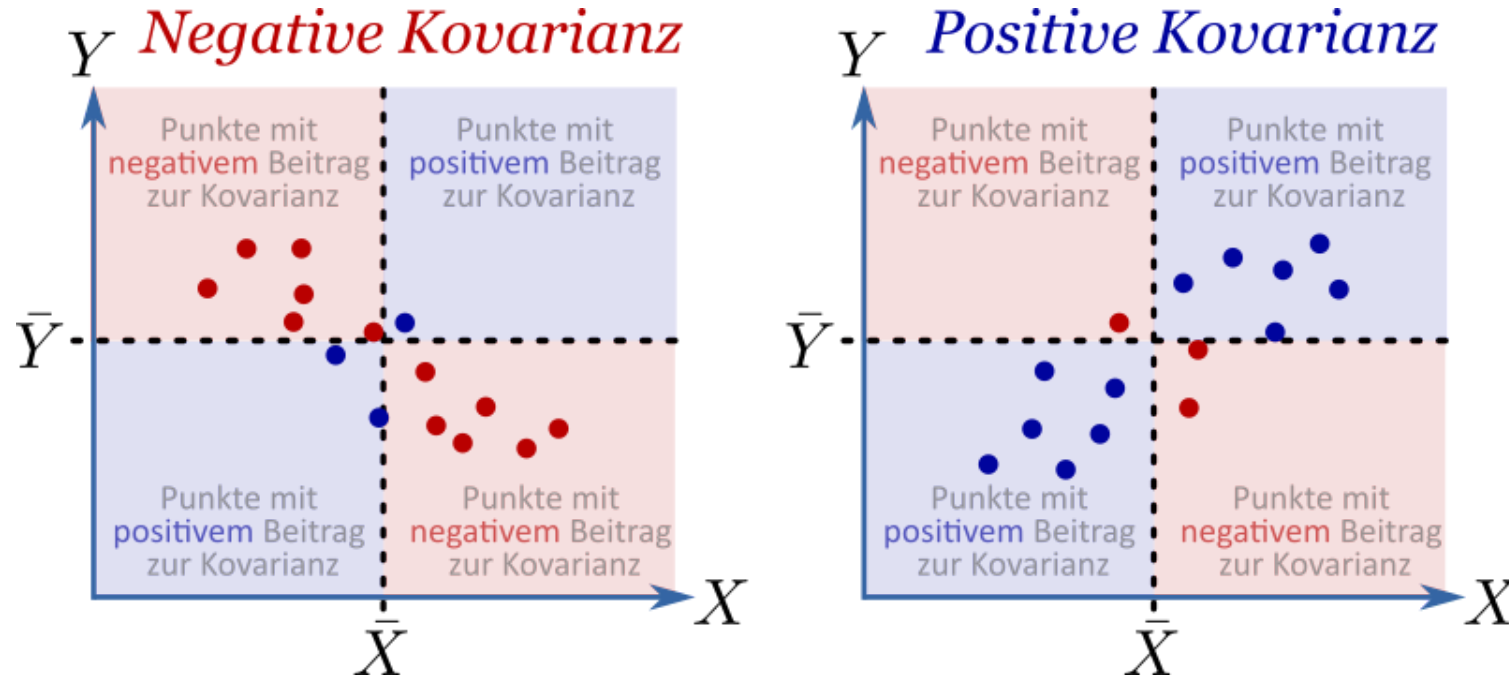 Negative Kovarianz
Y
Punkte mit
negativem Beitrag
zur Kovarianz
Punkte mit
positivem Beitrag
zur Kovarianz
Ȳ
Punkte mit
positivem Beitrag
zur Kovarianz
Punkte mit
negativem Beitrag
zur Kovarianz
X
X̄
Positive Kovarianz
Y
Punkte mit
negativem Beitrag
zur Kovarianz
Punkte mit
positivem Beitrag
zur Kovarianz
Ȳ
Punkte mit
positivem Beitrag
zur Kovarianz
Punkte mit
negativem Beitrag
zur Kovarianz
X
X̄